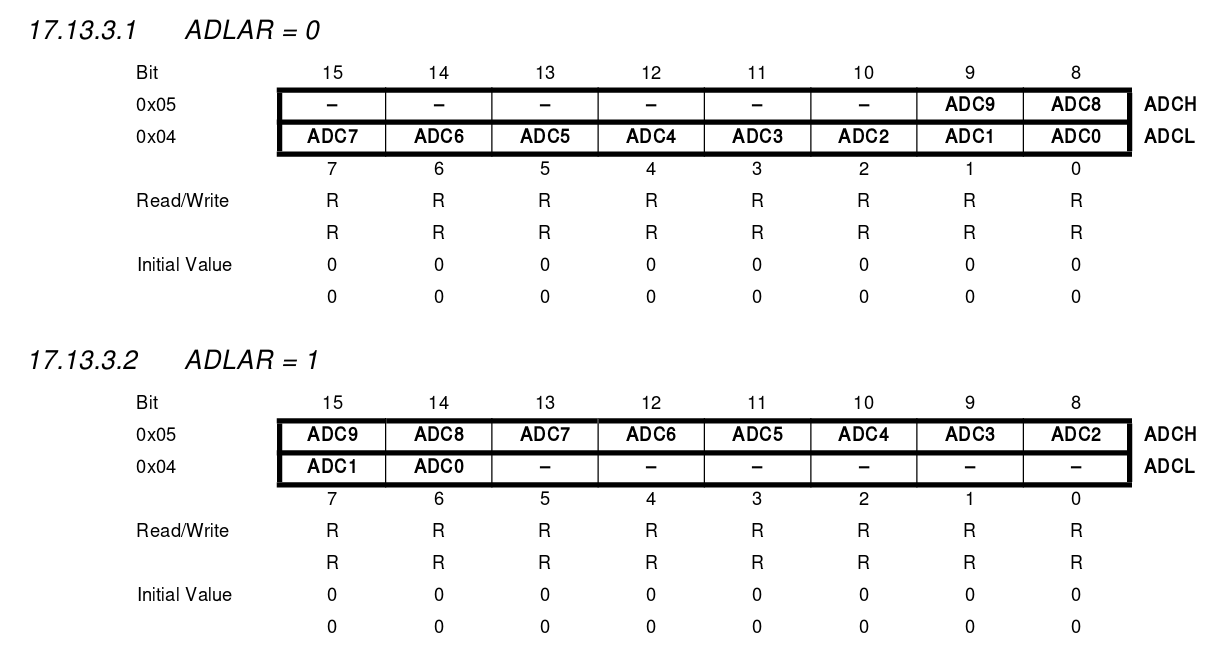 17.13.3.1 ADLAR = 0
Bit 15 14 13 12 11 10 9 8
0x05 – – – – – – ADC9 ADC8 ADCH
0x04 ADC7 ADC6 ADC5 ADC4 ADC3 ADC2 ADC1 ADC0 ADCL
7 6 5 4 3 2 1 0
Read/Write R R R R R R R R
R R R R R R R R
Initial Value 0 0 0 0 0 0 0 0
0 0 0 0 0 0 0 0
17.13.3.2 ADLAR = 1
Bit 15 14 13 12 11 10 9 8
0x05 ADC9 ADC8 ADC7 ADC6 ADC5 ADC4 ADC3 ADC2 ADCH
0x04 ADC1 ADC0 – – – – – – ADCL
7 6 5 4 3 2 1 0
Read/Write R R R R R R R R
R R R R R R R R
Initial Value 0 0 0 0 0 0 0 0
0 0 0 0 0 0 0 0